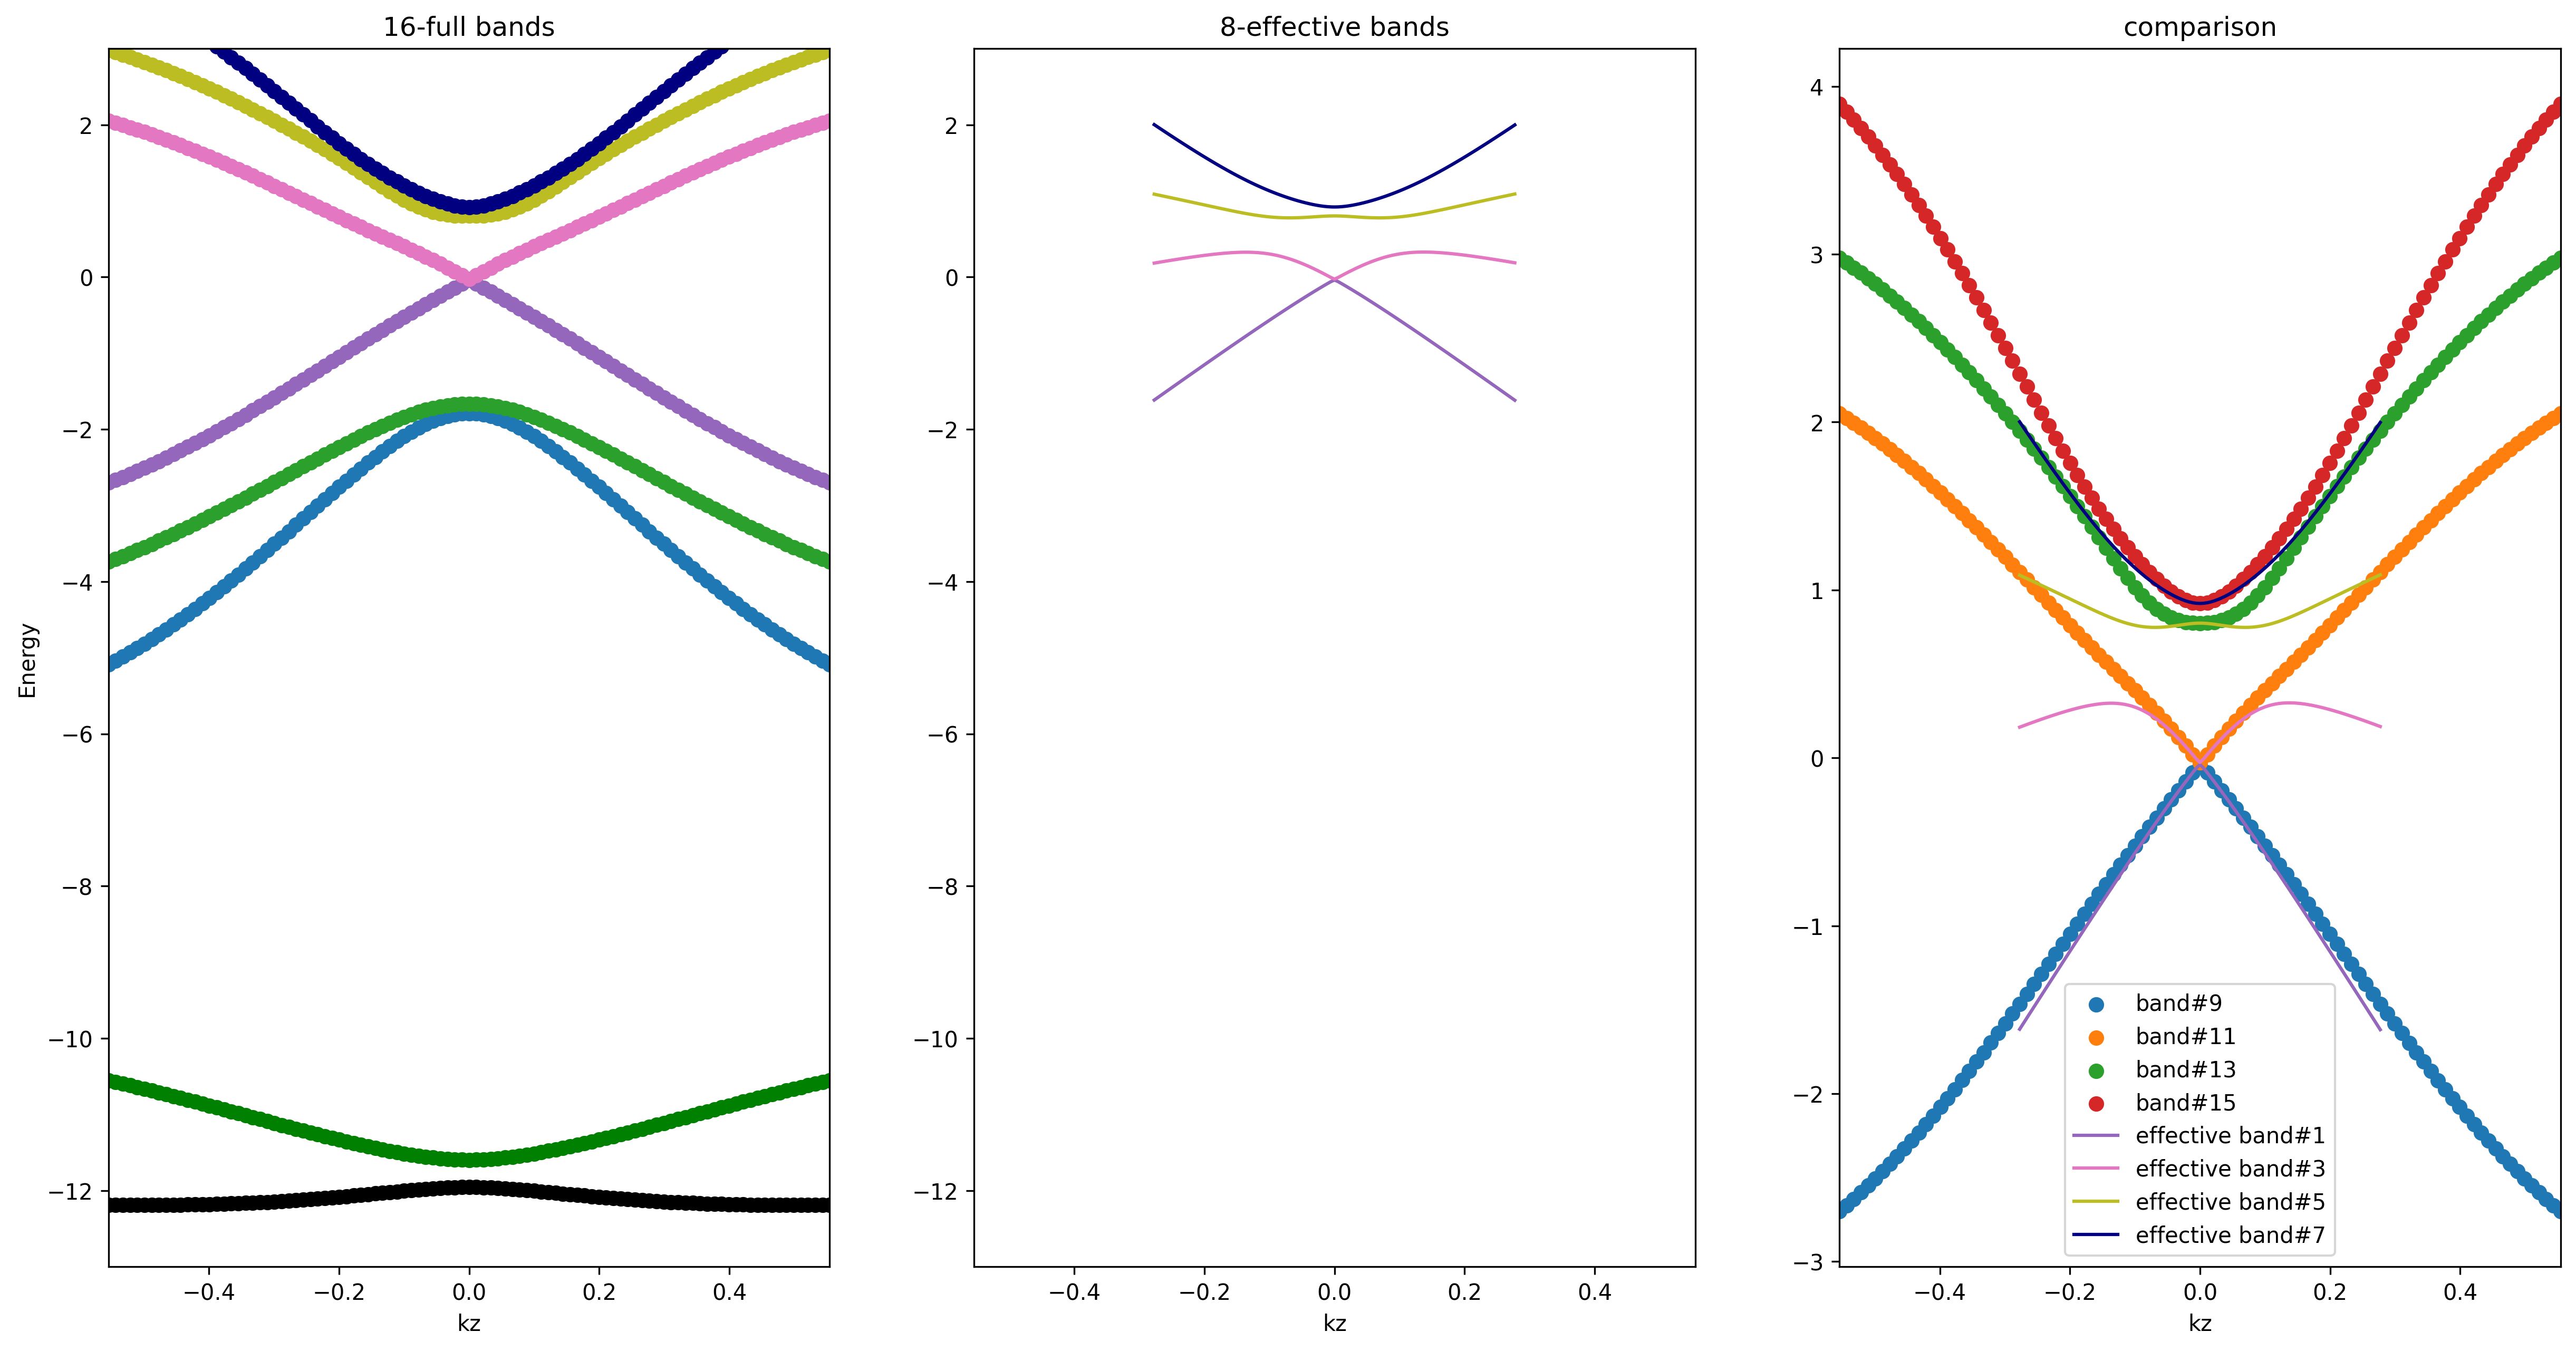 16-full bands
Energy
2
0
−2
−4
−6
−8
−10
−12
−0.4 −0.2 0.0 0.2 0.4
kz
8-effective bands
2
0
−2
−4
−6
−8
−10
−12
−0.4 −0.2 0.0 0.2 0.4
kz
comparison
4
3
2
1
0
−1
−2
−3
band#9
band#11
band#13
band#15
effective band#1
effective band#3
effective band#5
effective band#7
−0.4 −0.2 0.0 0.2 0.4
kz